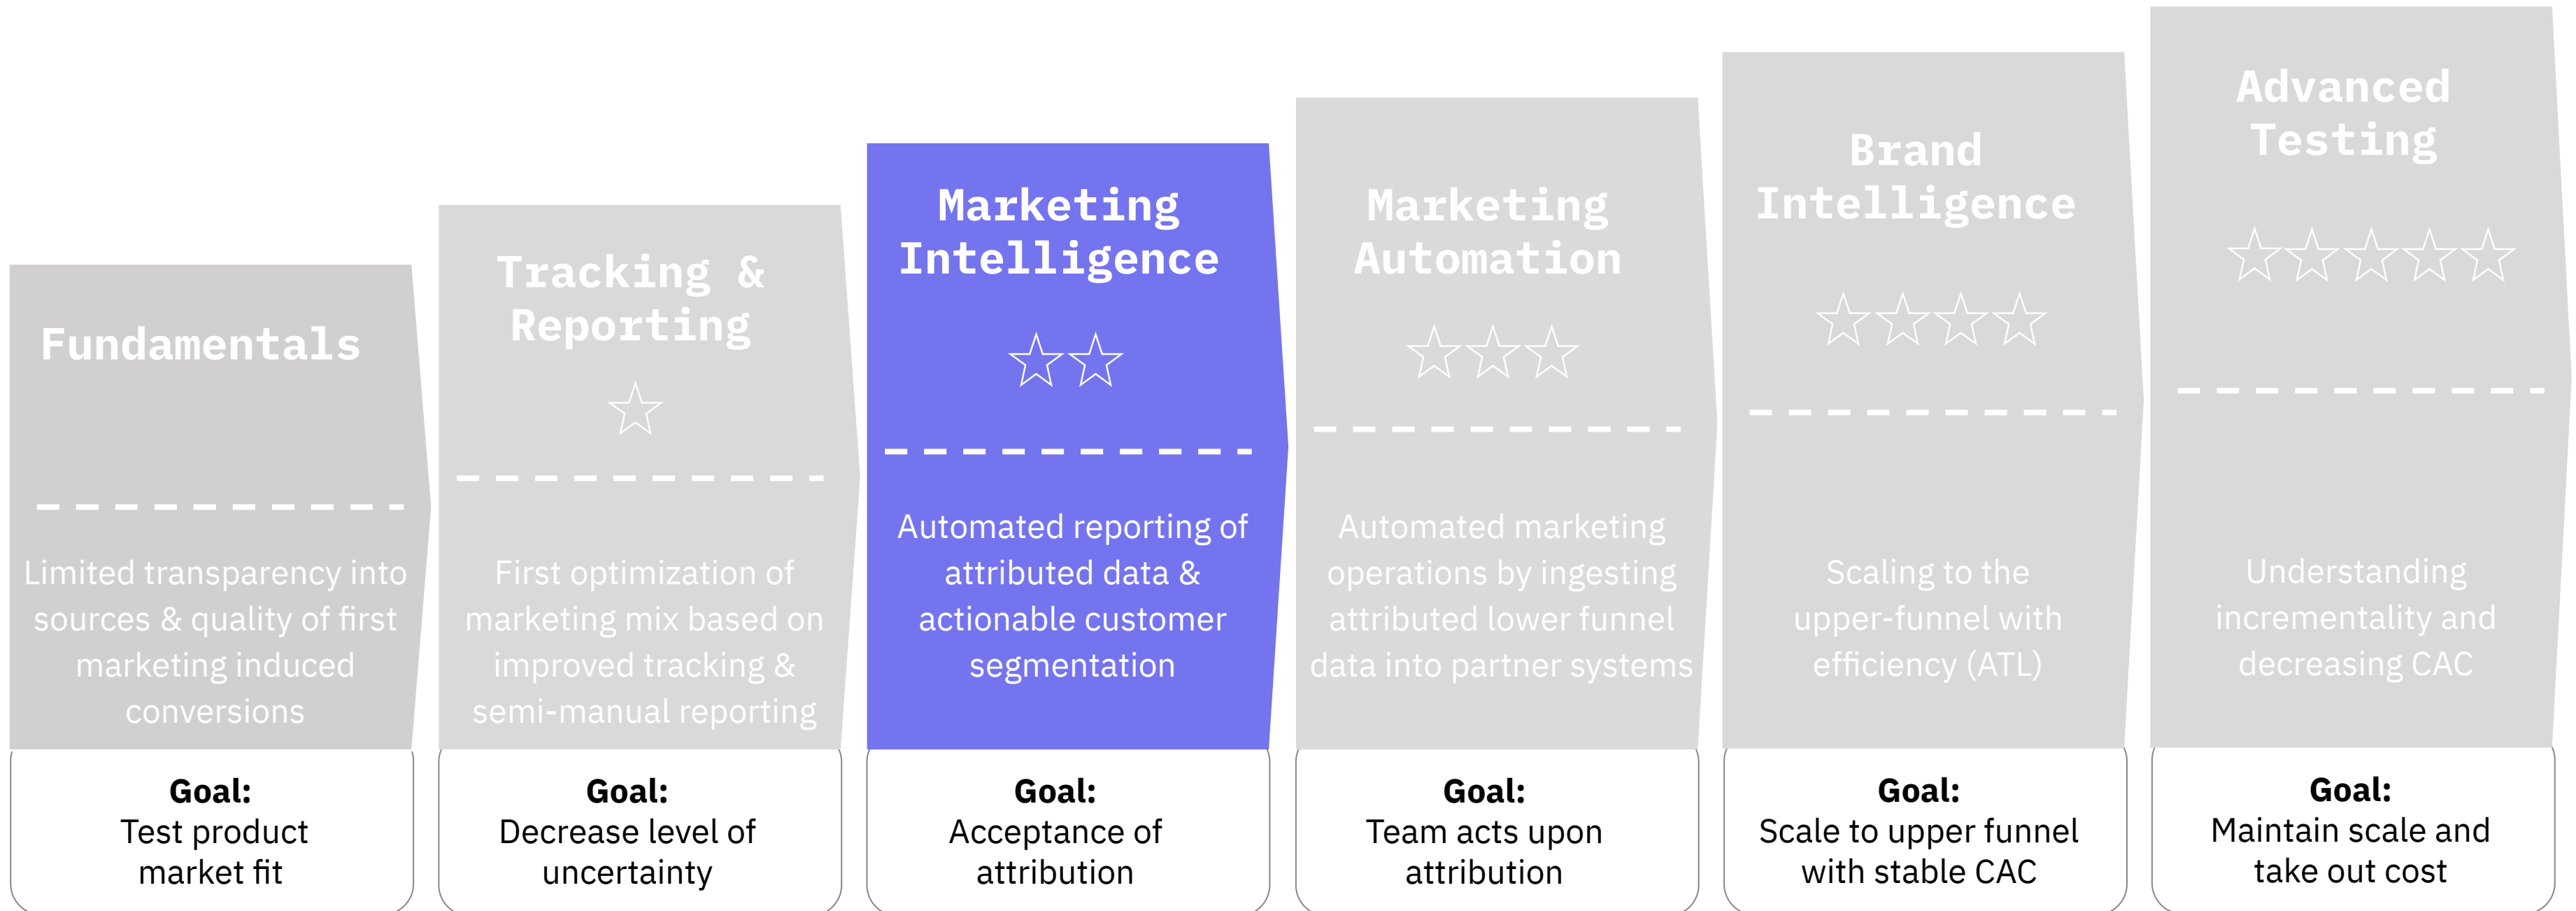 Fundamentals
Limited transparency into
sources & quality of first
marketing induced
conversions
Goal:
Test product
market fit
Tracking &
Reporting
First optimization of
marketing mix based on
improved tracking &
semi-manual reporting
Goal:
Decrease level of
uncertainty
Marketing
Intelligence
Automated reporting of
attributed data &
actionable customer
segmentation
Goal:
Acceptance of
attribution
Marketing
Automation
Automated marketing
operations by ingesting
attributed lower funnel
data into partner systems
Goal:
Team acts upon
attribution
Brand
Intelligence
Scaling to the
upper-funnel with
efficiency (ATL)
Goal:
Scale to upper funnel
with stable CAC
Advanced
Testing
Understanding
incrementality and
decreasing CAC
Goal:
Maintain scale and
take out cost